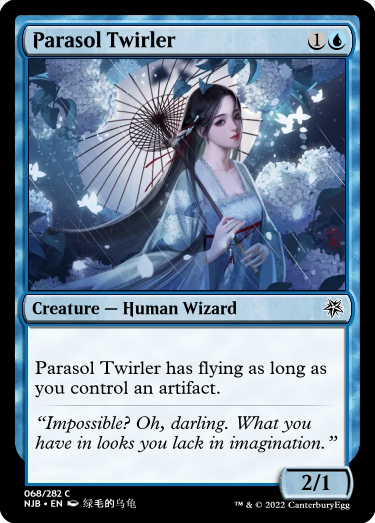 Parasol Twirler 1
Creature — Human Wizard
Parasol Twirler has flying as long as
you control an artifact.
“Impossible? Oh, darling. What you
have in looks you lack in imagination.”
2/1
068/282 C
NJB • EN 绿毛的乌龟
™ & © 2022 CanterburyEgg